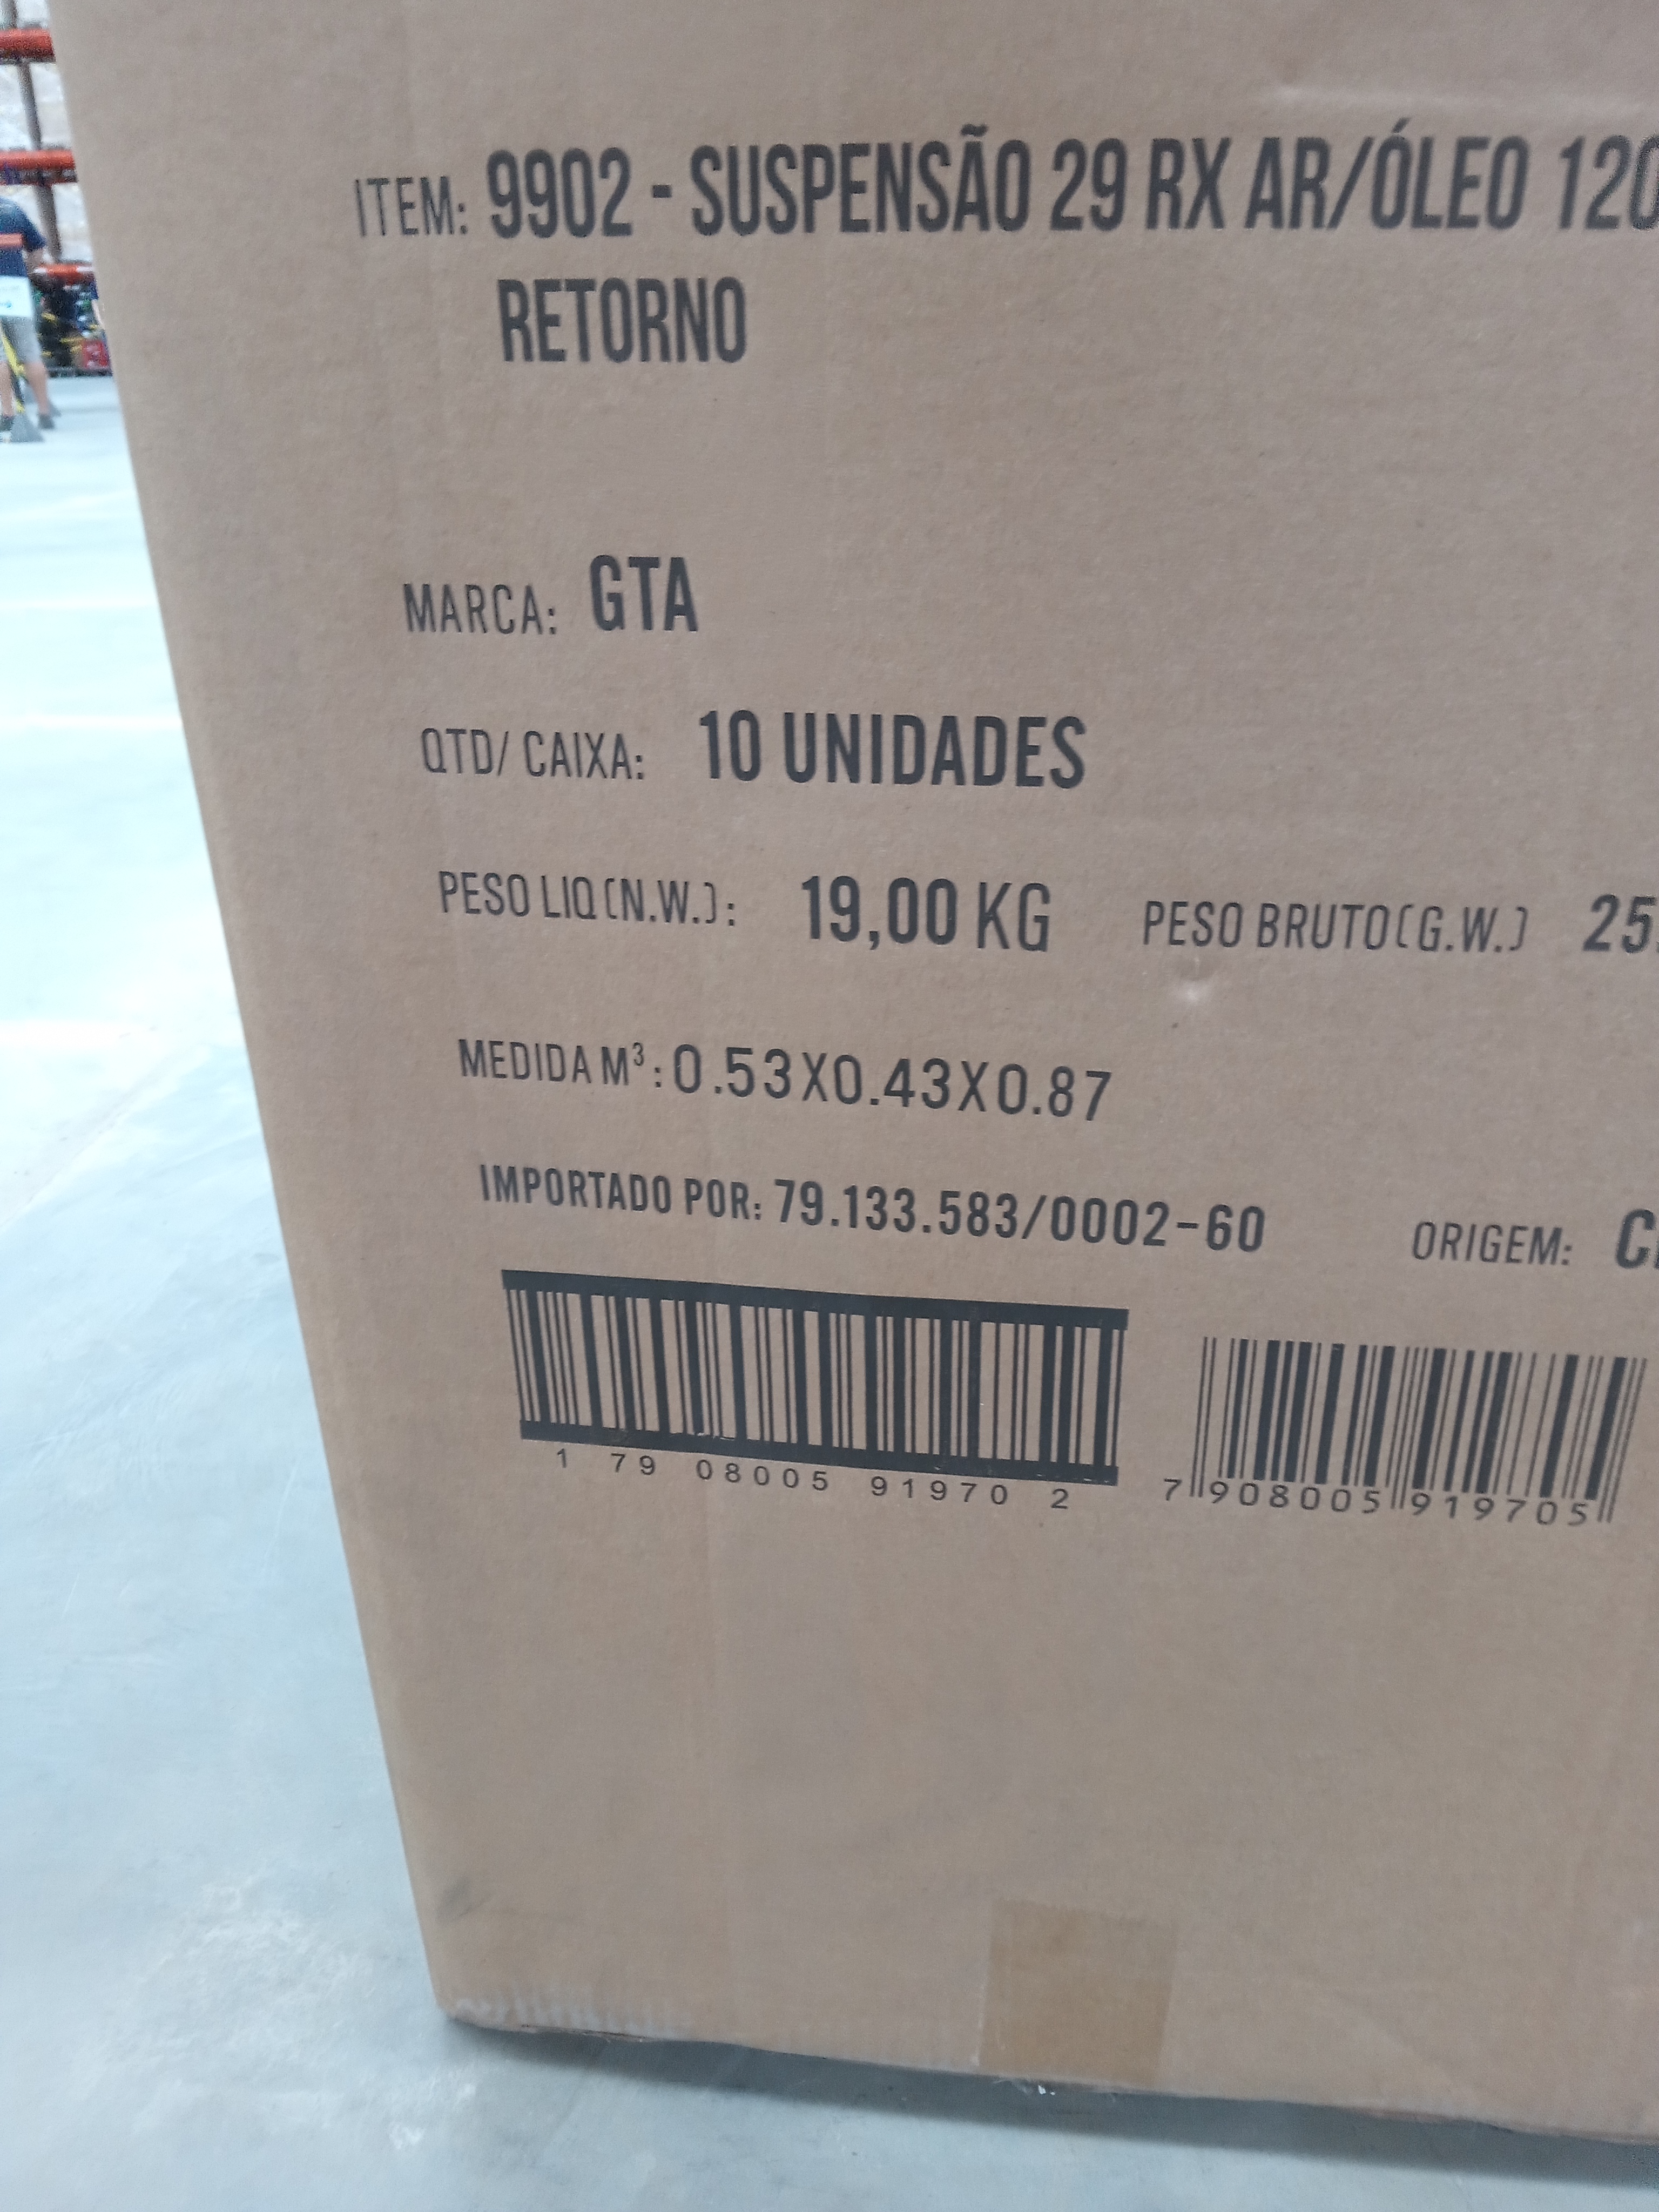 ITEM: 9902 - SUSPENSÃO 29 RX AR/ÓLEO 120
RETORNO
MARCA: GTA
QTD/ CAIXA: 10 UNIDADES
PESO LIQ(N.W.): 19,00 KG PESO BRUTO(G.W.) 25
MEDIDA M³: 0.53X0.43X0.87
IMPORTADO POR: 79.133.583/0002-60 ORIGEM:
1 79 08005 91970 2
7 908005 919705